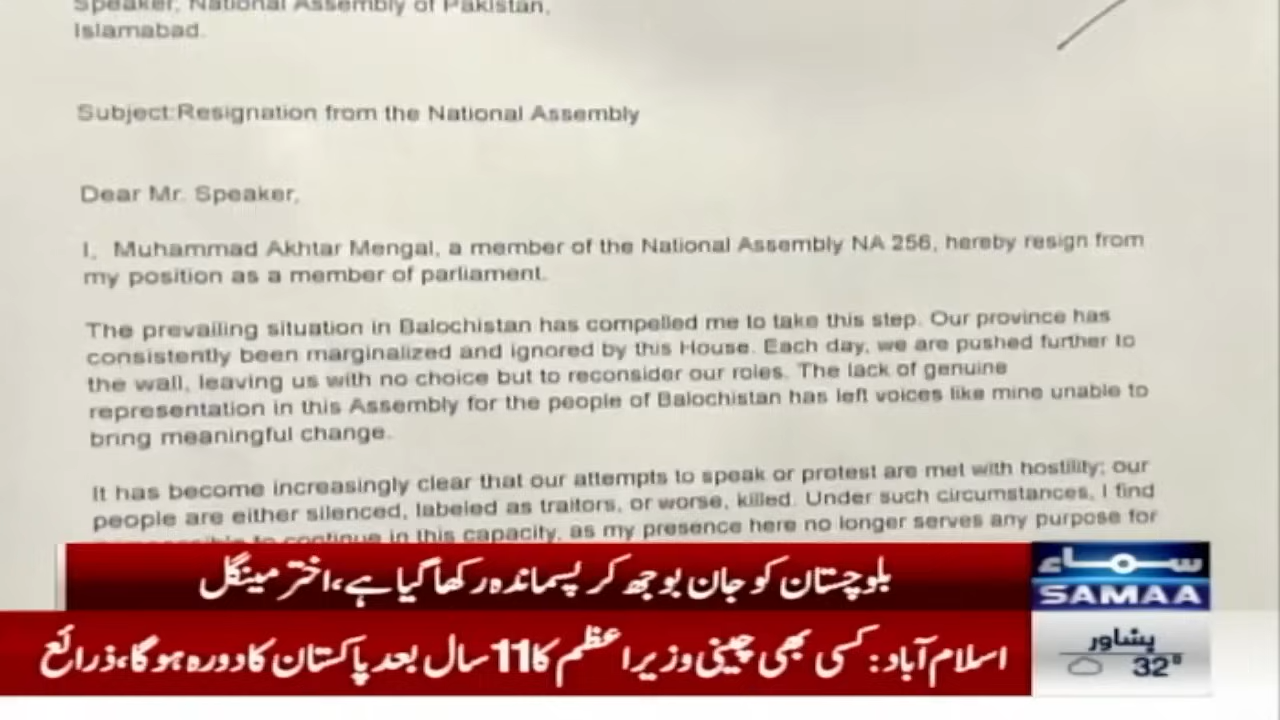 Speaker, National Assembly of Pakistan,
Islamabad.
Subject:Resignation from the National Assembly
Dear Mr. Speaker,
I, Muhammad Akhtar Mengal, a member of the National Assembly NA 256, hereby resign from
my position as a member of parliament.
The prevailing situation in Balochistan has compelled me to take this step. Our province has
consistently been marginalized and ignored by this House. Each day, we are pushed further to
the wall, leaving us with no choice but to reconsider our roles. The lack of genuine
representation in this Assembly for the people of Balochistan has left voices like mine unable to
bring meaningful change.
It has become increasingly clear that our attempts to speak or protest are met with hostility; our
people are either silenced, labeled as traitors, or worse, killed. Under such circumstances, I find
to continue in this capacity, as my presence here no longer serves any purpose for
بلوچستان کو جان بوجھ کر پسماندہ رکھا گیا ہے، اختر مینگل
سماء
SAMAA
اسلام آباد: کسی بھی چینی وزیراعظم کا 11 سال بعد پاکستان کا دورہ ہوگا، ذرائع
پشاور
32°